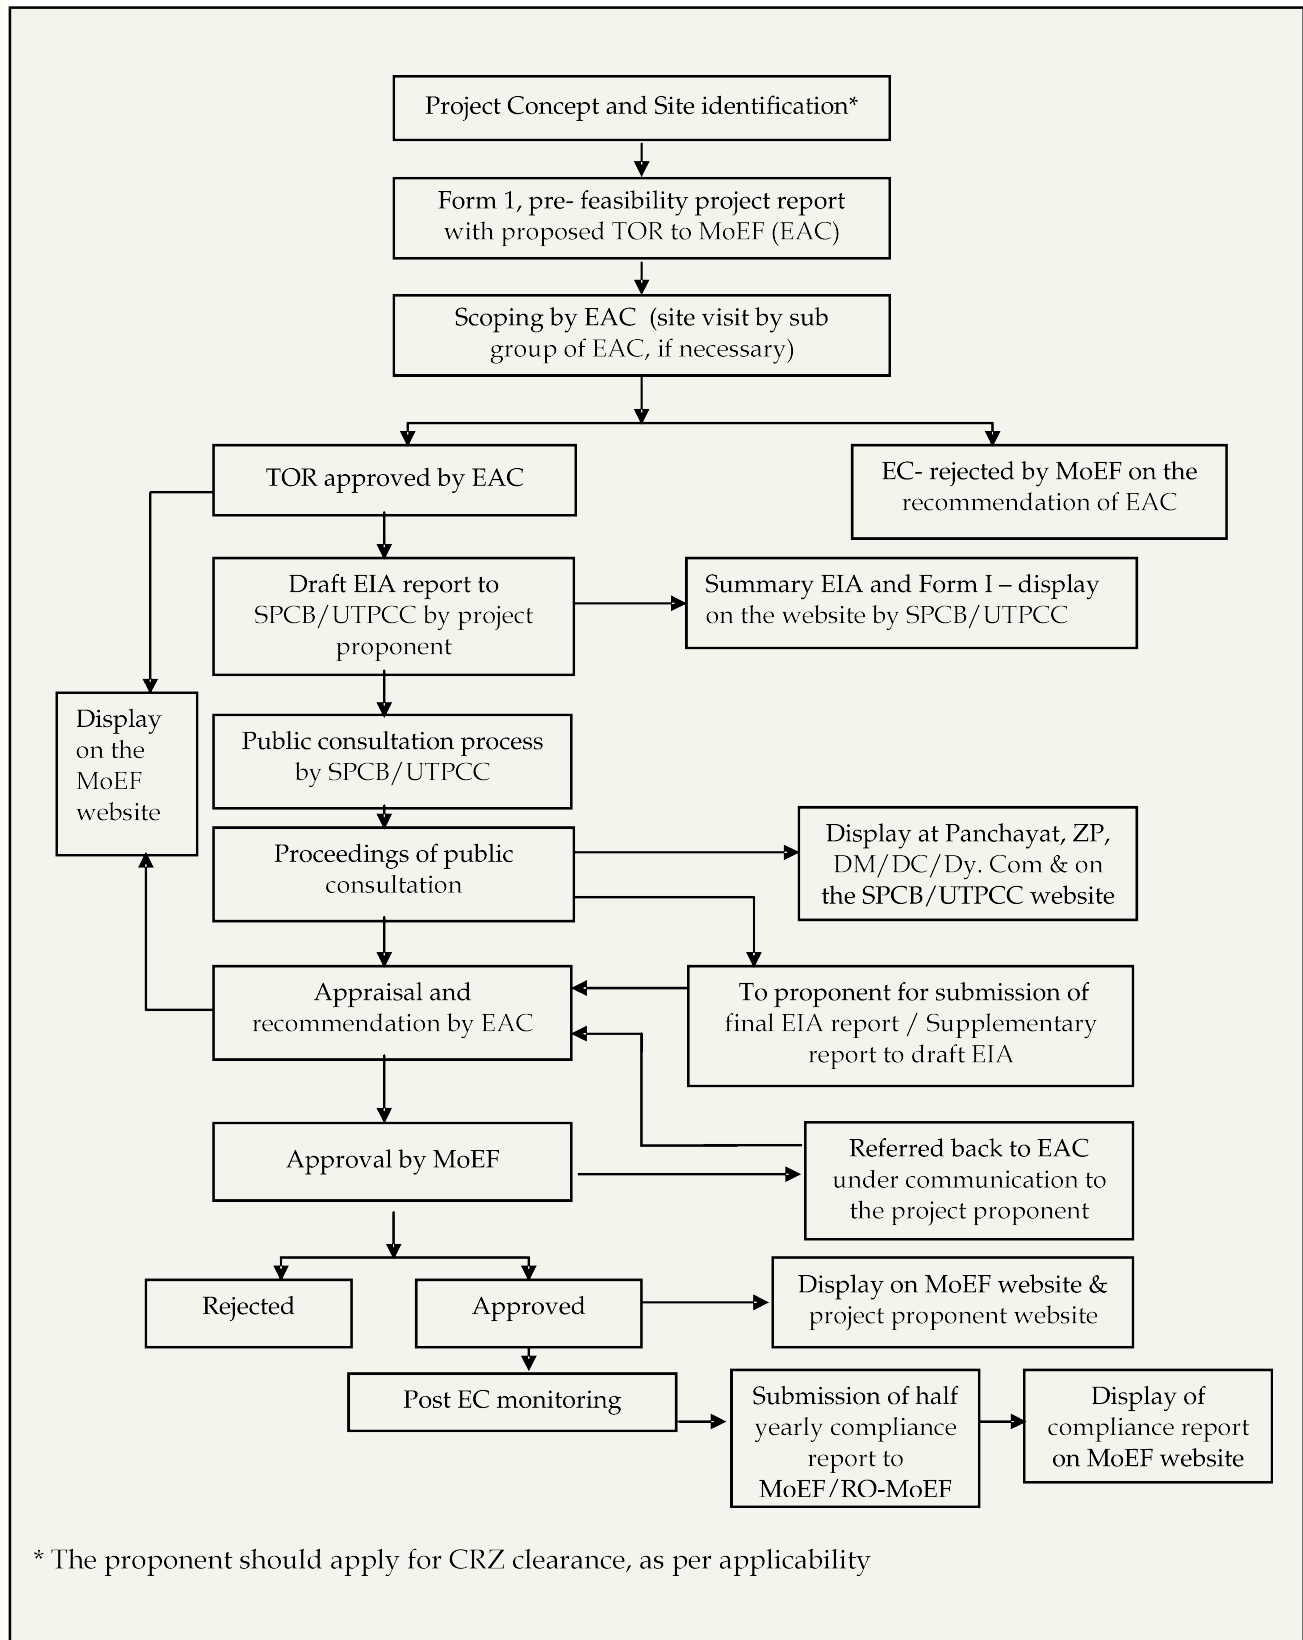 Project Concept and Site identification*
Form 1, pre- feasibility project report
with proposed TOR to MoEF (EAC)
Scoping by EAC (site visit by sub
group of EAC, if necessary)
TOR approved by EAC
EC- rejected by MoEF on the
recommendation of EAC
Draft EIA report to
SPCB/UTPCC by project
proponent
Summary EIA and Form I – display
on the website by SPCB/UTPCC
Display
on the
MoEF
website
Public consultation process
by SPCB/UTPCC
Proceedings of public
consultation
Display at Panchayat, ZP,
DM/DC/Dy. Com & on
the SPCB/UTPCC website
Appraisal and
recommendation by EAC
To proponent for submission of
final EIA report / Supplementary
report to draft EIA
Approval by MoEF
Referred back to EAC
under communication to
the project proponent
Rejected
Approved
Display on MoEF website &
project proponent website
Post EC monitoring
Submission of half
yearly compliance
report to
MoEF/RO-MoEF
Display of
compliance report
on MoEF website
* The proponent should apply for CRZ clearance, as per applicability